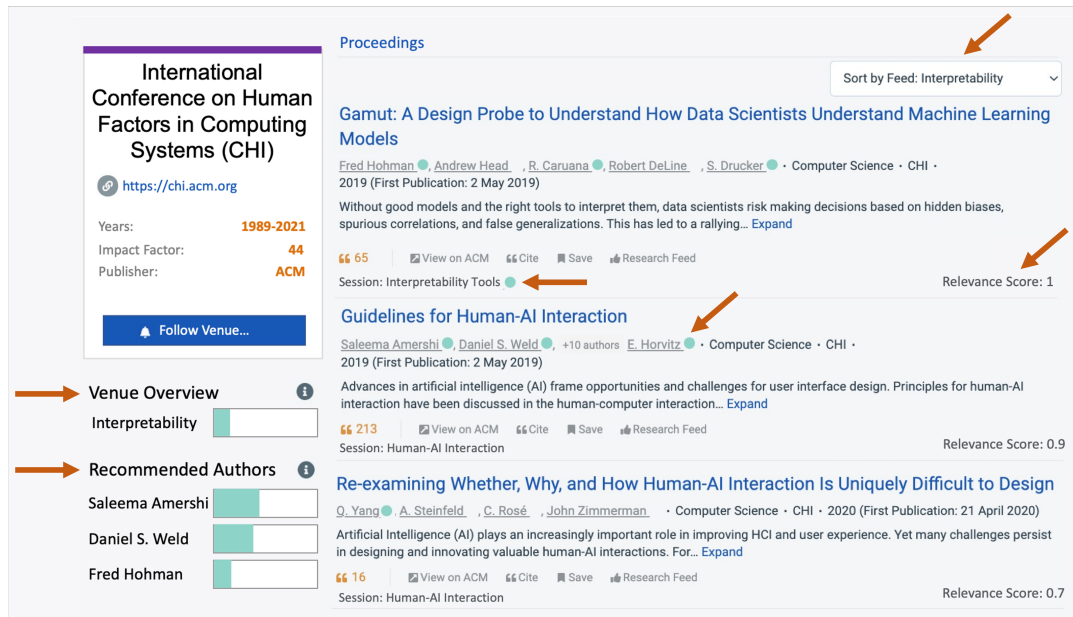 International
Conference on Human
Factors in Computing
Systems (CHI)
https://chi.acm.org
Years: 1989-2021
Impact Factor: 44
Publisher: ACM
Follow Venue...
Venue Overview
Interpretability
Recommended Authors
Saleema Amershi
Daniel S. Weld
Fred Hohman
Proceedings
Sort by Feed: Interpretability
Gamut: A Design Probe to Understand How Data Scientists Understand Machine Learning
Models
Fred Hohman , Andrew Head , R. Caruana , Robert DeLine , S. Drucker · Computer Science · CHI ·
2019 (First Publication: 2 May 2019)
Without good models and the right tools to interpret them, data scientists risk making decisions based on hidden biases,
spurious correlations, and false generalizations. This has led to a rallying... Expand
65 View on ACM Cite Save Research Feed
Session: Interpretability Tools Relevance Score: 1
Guidelines for Human-AI Interaction
Saleema Amershi , Daniel S. Weld , +10 authors E. Horvitz · Computer Science · CHI ·
2019 (First Publication: 2 May 2019)
Advances in artificial intelligence (AI) frame opportunities and challenges for user interface design. Principles for human-AI
interaction have been discussed in the human-computer interaction... Expand
213 View on ACM Cite Save Research Feed
Session: Human-AI Interaction Relevance Score: 0.9
Re-examining Whether, Why, and How Human-AI Interaction Is Uniquely Difficult to Design
Q. Yang , A. Steinfeld , C. Rosé , John Zimmerman · Computer Science · CHI · 2020 (First Publication: 21 April 2020)
Artificial Intelligence (AI) plays an increasingly important role in improving HCI and user experience. Yet many challenges persist
in designing and innovating valuable human-AI interactions. For... Expand
16 View on ACM Cite Save Research Feed
Session: Human-AI Interaction Relevance Score: 0.7